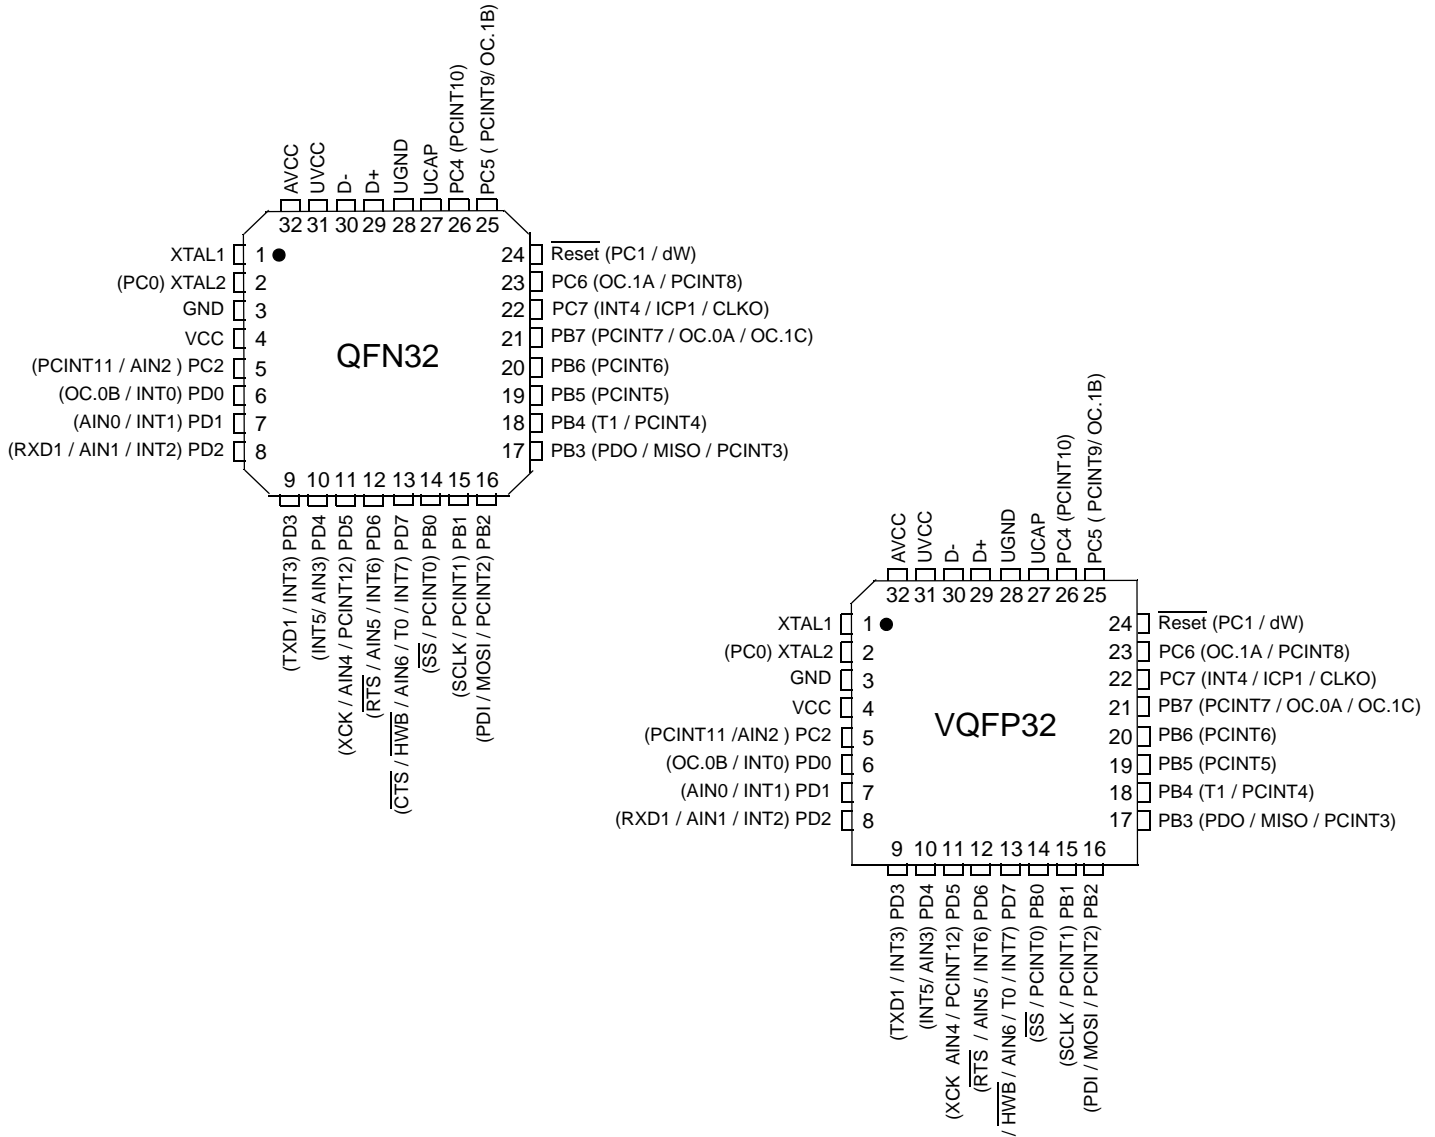 AVCC
UVCC
D-
D+
UGND
UCAP
PC4 (PCINT10)
PC5 ( PCINT9/ OC.1B)
32 31 30 29 28 27 26 25
XTAL1 1
(PC0) XTAL2 2
GND 3
VCC 4
(PCINT11 / AIN2 ) PC2 5
(OC.0B / INT0) PD0 6
(AIN0 / INT1) PD1 7
(RXD1 / AIN1 / INT2) PD2 8
QFN32
24 Reset (PC1 / dW)
23 PC6 (OC.1A / PCINT8)
22 PC7 (INT4 / ICP1 / CLKO)
21 PB7 (PCINT7 / OC.0A / OC.1C)
20 PB6 (PCINT6)
19 PB5 (PCINT5)
18 PB4 (T1 / PCINT4)
17 PB3 (PDO / MISO / PCINT3)
9 10 11 12 13 14 15 16
(TXD1 / INT3) PD3
(INT5/ AIN3) PD4
(XCK / AIN4 / PCINT12) PD5
(RTS / AIN5 / INT6) PD6
(CTS / HWB / AIN6 / T0 / INT7) PD7
(SS / PCINT0) PB0
(SCLK / PCINT1) PB1
(PDI / MOSI / PCINT2) PB2
AVCC
UVCC
D-
D+
UGND
UCAP
PC4 (PCINT10)
PC5 ( PCINT9/ OC.1B)
32 31 30 29 28 27 26 25
XTAL1 1
(PC0) XTAL2 2
GND 3
VCC 4
(PCINT11 /AIN2 ) PC2 5
(OC.0B / INT0) PD0 6
(AIN0 / INT1) PD1 7
(RXD1 / AIN1 / INT2) PD2 8
VQFP32
24 Reset (PC1 / dW)
23 PC6 (OC.1A / PCINT8)
22 PC7 (INT4 / ICP1 / CLKO)
21 PB7 (PCINT7 / OC.0A / OC.1C)
20 PB6 (PCINT6)
19 PB5 (PCINT5)
18 PB4 (T1 / PCINT4)
17 PB3 (PDO / MISO / PCINT3)
9 10 11 12 13 14 15 16
(TXD1 / INT3) PD3
(INT5/ AIN3) PD4
(XCK AIN4 / PCINT12) PD5
(RTS / AIN5 / INT6) PD6
/ HWB / AIN6 / T0 / INT7) PD7
(SS / PCINT0) PB0
(SCLK / PCINT1) PB1
(PDI / MOSI / PCINT2) PB2